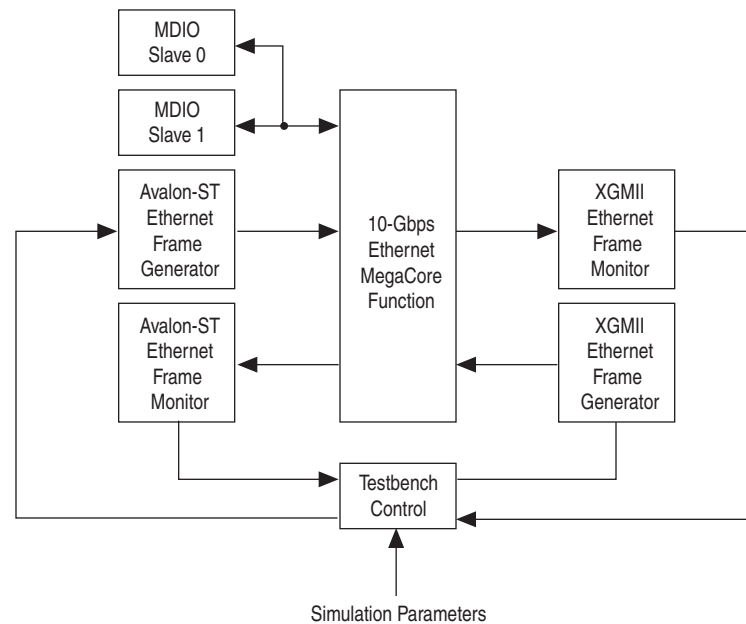 MDIO
Slave 0
MDIO
Slave 1
Avalon-ST
Ethernet
Frame
Generator
Avalon-ST
Ethernet
Frame
Monitor
10-Gbps
Ethernet
MegaCore
Function
XGMII
Ethernet
Frame
Monitor
XGMII
Ethernet
Frame
Generator
Testbench
Control
Simulation Parameters